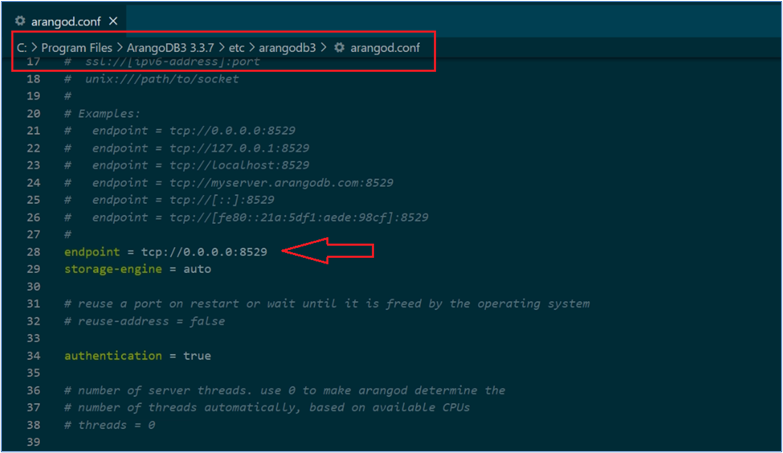 arangod.conf
C: > Program Files > ArangoDB3 3.3.7 > etc > arangodb3 > arangod.conf
17 # ssl://[ipv6-address]:port
18 # unix:///path/to/socket
19 #
20 # Examples:
21 #   endpoint = tcp://0.0.0.0:8529
22 #   endpoint = tcp://127.0.0.1:8529
23 #   endpoint = tcp://localhost:8529
24 #   endpoint = tcp://myserver.arangodb.com:8529
25 #   endpoint = tcp://[::]:8529
26 #   endpoint = tcp://[fe80::21a:5df1:aede:98cf]:8529
27 #
28 endpoint = tcp://0.0.0.0:8529
29 storage-engine = auto
30
31 # reuse a port on restart or wait until it is freed by the operating system
32 # reuse-address = false
33
34 authentication = true
35
36 # number of server threads. use 0 to make arangod determine the
37 # number of threads automatically, based on available CPUs
38 # threads = 0
39